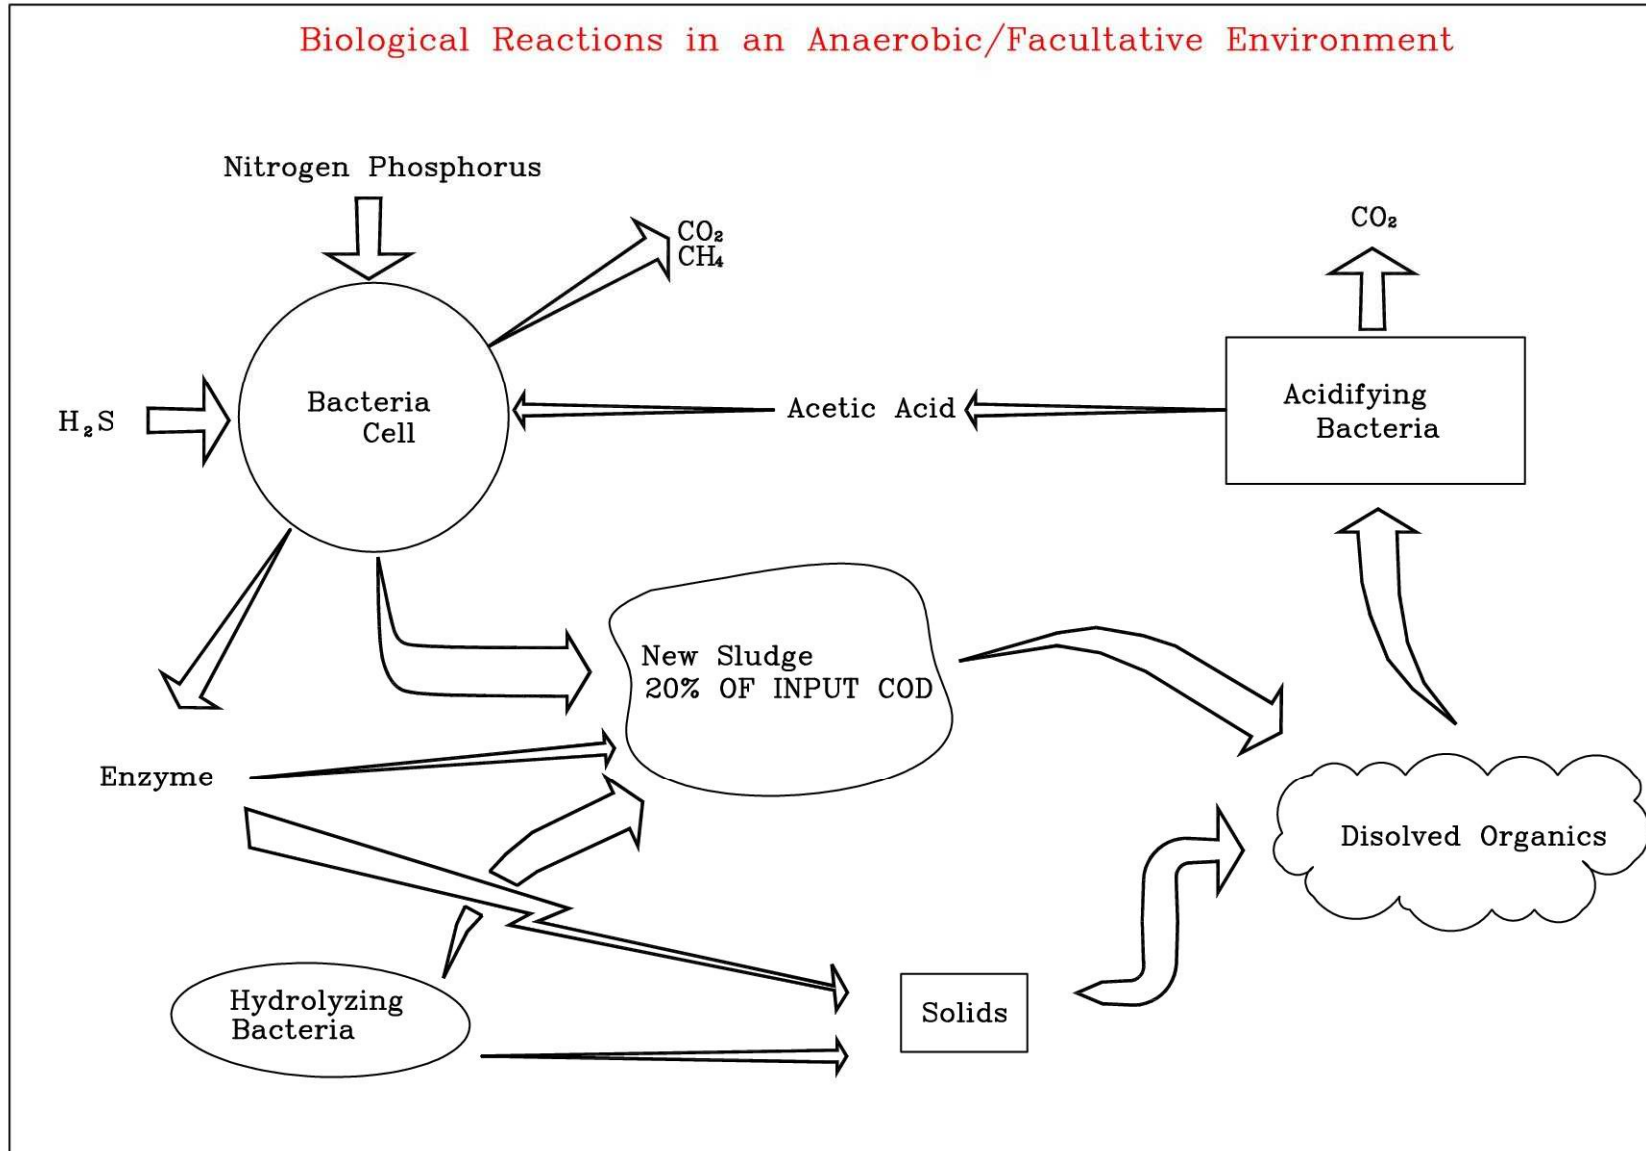 Biological Reactions in an Anaerobic/Facultative Environment
Nitrogen Phosphorus
CO₂
CH₄
CO₂
H₂S
Bacteria
Cell
Acetic Acid
Acidifying
Bacteria
New Sludge
20% OF INPUT COD
Enzyme
Disolved Organics
Hydrolyzing
Bacteria
Solids